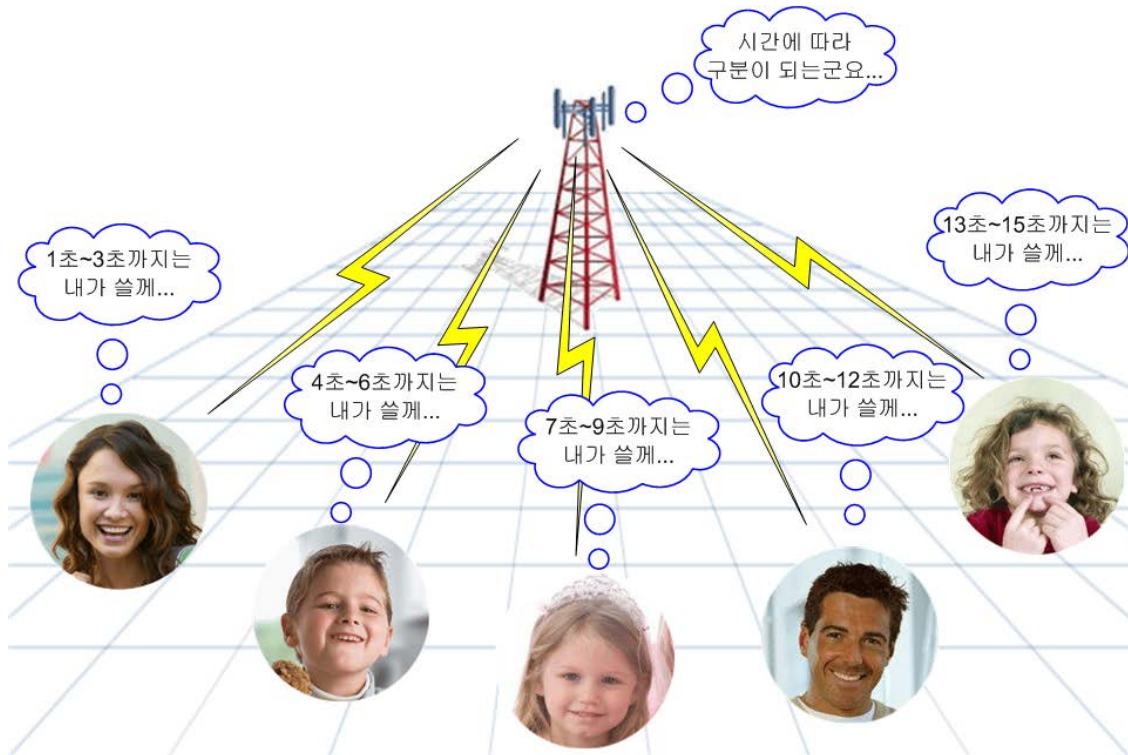 시간에 따라
구분이 되는군요...
1초~3초까지는
내가 쓸께...
4초~6초까지는
내가 쓸께...
7초~9초까지는
내가 쓸께...
10초~12초까지는
내가 쓸께...
13초~15초까지는
내가 쓸께...